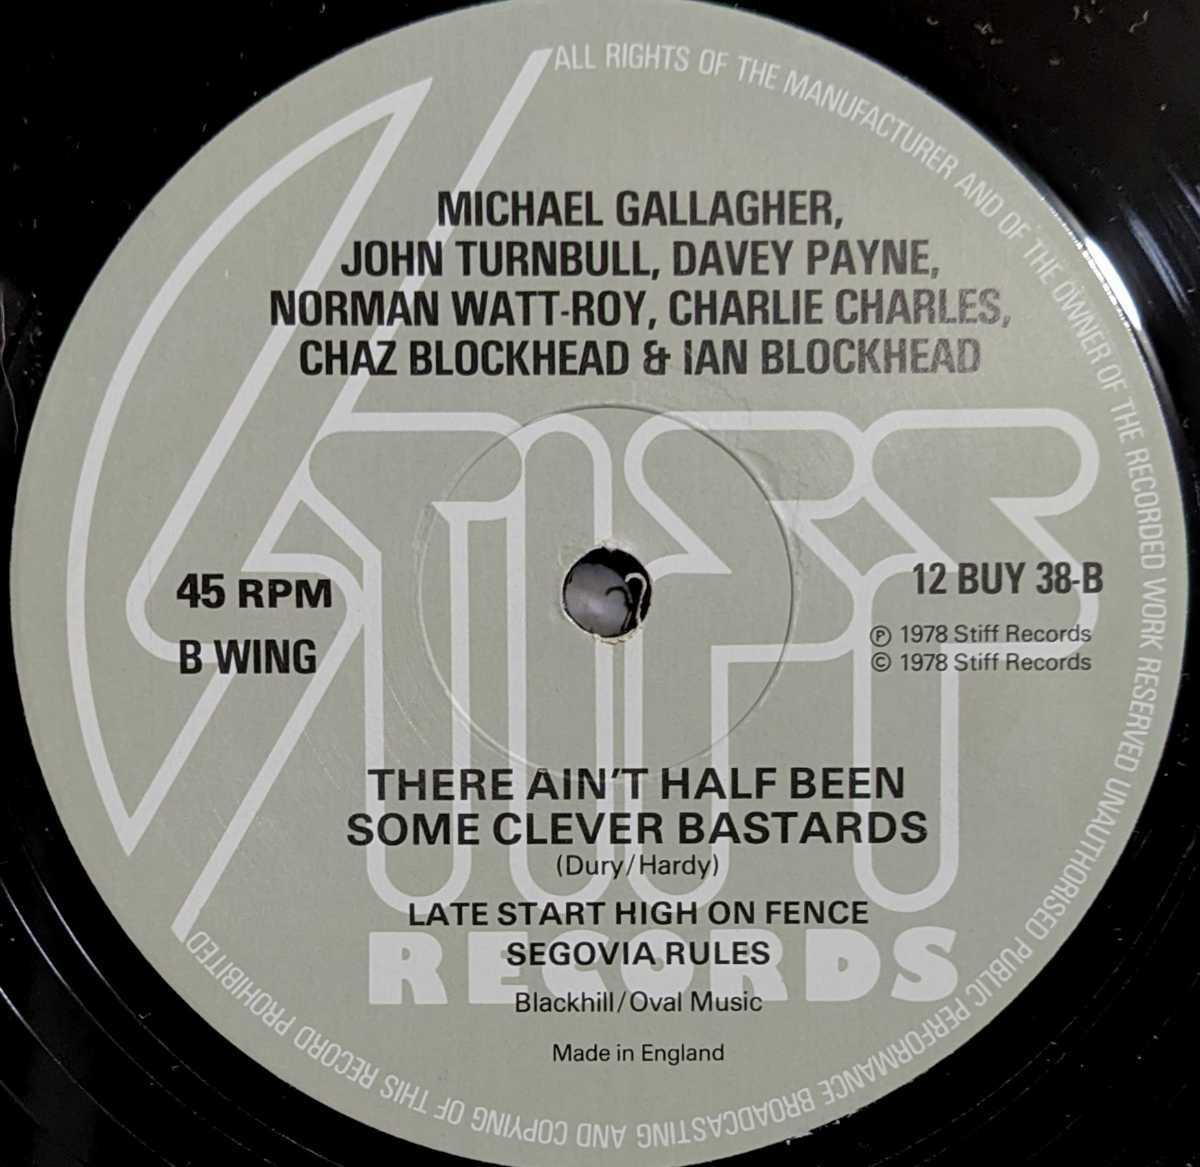 ALL RIGHTS OF THE MANUFACTURER AND OF THE OWNER OF THE RECORDED WORK RESERVED UNAUTHORISED PUBLIC PERFORMANCE BROADCASTING AND COPYING OF THIS RECORD PROHIBITED
MICHAEL GALLAGHER,
JOHN TURNBULL, DAVEY PAYNE,
NORMAN WATT-ROY, CHARLIE CHARLES,
CHAZ BLOCKHEAD & IAN BLOCKHEAD
STIFF
45 RPM
B WING
12 BUY 38-B
℗ 1978 Stiff Records
© 1978 Stiff Records
THERE AIN'T HALF BEEN
SOME CLEVER BASTARDS
(Dury/Hardy)
LATE START HIGH ON FENCE
SEGOVIA RULES
RECORDS
Blackhill/Oval Music
Made in England